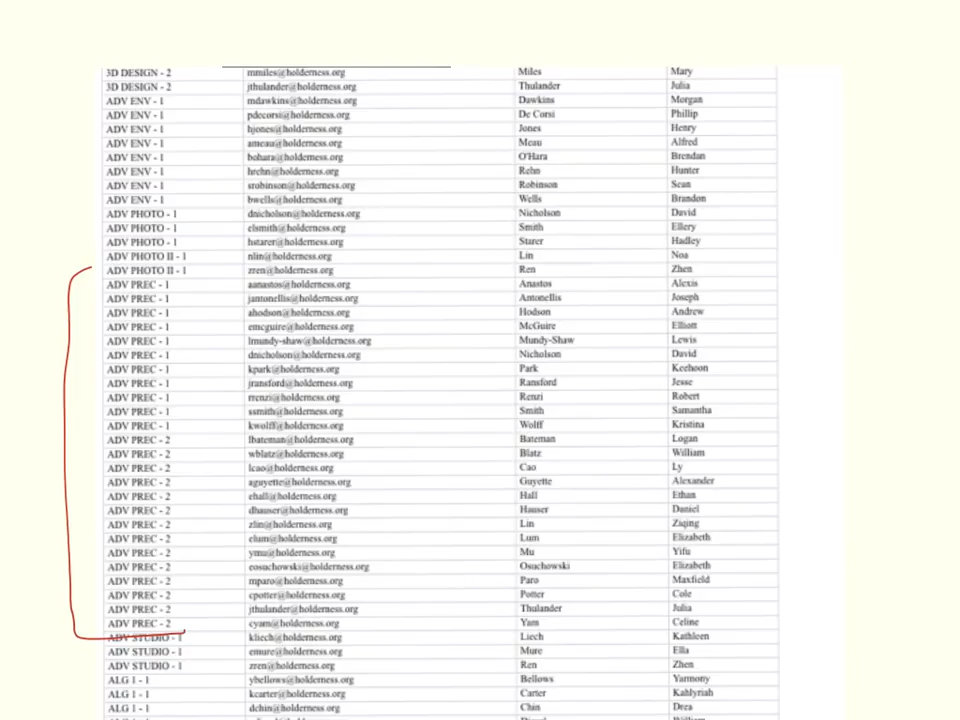 3D DESIGN - 2 mmiles@holderness.org Miles Mary
3D DESIGN - 2 jthulander@holderness.org Thulander Julia
ADV ENV - 1 mdawkins@holderness.org Dawkins Morgan
ADV ENV - 1 pdecorsi@holderness.org De Corsi Phillip
ADV ENV - 1 hjones@holderness.org Jones Henry
ADV ENV - 1 ameau@holderness.org Meau Alfred
ADV ENV - 1 bohara@holderness.org O'Hara Brendan
ADV ENV - 1 hrehn@holderness.org Rehn Hunter
ADV ENV - 1 srobinson@holderness.org Robinson Sean
ADV ENV - 1 bwells@holderness.org Wells Brandon
ADV PHOTO - 1 dnicholson@holderness.org Nicholson David
ADV PHOTO - 1 elsmith@holderness.org Smith Ellery
ADV PHOTO - 1 hstarer@holderness.org Starer Hadley
ADV PHOTO II - 1 nlin@holderness.org Lin Noa
ADV PHOTO II - 1 zren@holderness.org Ren Zhen
ADV PREC - 1 aanastos@holderness.org Anastos Alexis
ADV PREC - 1 jantonellis@holderness.org Antonellis Joseph
ADV PREC - 1 ahodson@holderness.org Hodson Andrew
ADV PREC - 1 emcguire@holderness.org McGuire Elliott
ADV PREC - 1 lmundy-shaw@holderness.org Mundy-Shaw Lewis
ADV PREC - 1 dnicholson@holderness.org Nicholson David
ADV PREC - 1 kpark@holderness.org Park Keehoon
ADV PREC - 1 jransford@holderness.org Ransford Jesse
ADV PREC - 1 rrenzi@holderness.org Renzi Robert
ADV PREC - 1 ssmith@holderness.org Smith Samantha
ADV PREC - 1 kwolff@holderness.org Wolff Kristina
ADV PREC - 2 lbateman@holderness.org Bateman Logan
ADV PREC - 2 wblatz@holderness.org Blatz William
ADV PREC - 2 lcao@holderness.org Cao Ly
ADV PREC - 2 aguyette@holderness.org Guyette Alexander
ADV PREC - 2 ehall@holderness.org Hall Ethan
ADV PREC - 2 dhauser@holderness.org Hauser Daniel
ADV PREC - 2 zlin@holderness.org Lin Ziqing
ADV PREC - 2 elum@holderness.org Lum Elizabeth
ADV PREC - 2 ymu@holderness.org Mu Yifu
ADV PREC - 2 eosuchowski@holderness.org Osuchowski Elizabeth
ADV PREC - 2 mparo@holderness.org Paro Maxfield
ADV PREC - 2 cpotter@holderness.org Potter Cole
ADV PREC - 2 jthulander@holderness.org Thulander Julia
ADV PREC - 2 cyam@holderness.org Yam Celine
ADV STUDIO - 1 kliech@holderness.org Liech Kathleen
ADV STUDIO - 1 emure@holderness.org Mure Ella
ADV STUDIO - 1 zren@holderness.org Ren Zhen
ALG 1 - 1 ybellows@holderness.org Bellows Yarmony
ALG 1 - 1 kcarter@holderness.org Carter Kahlyriah
ALG 1 - 1 dchin@holderness.org Chin Drea